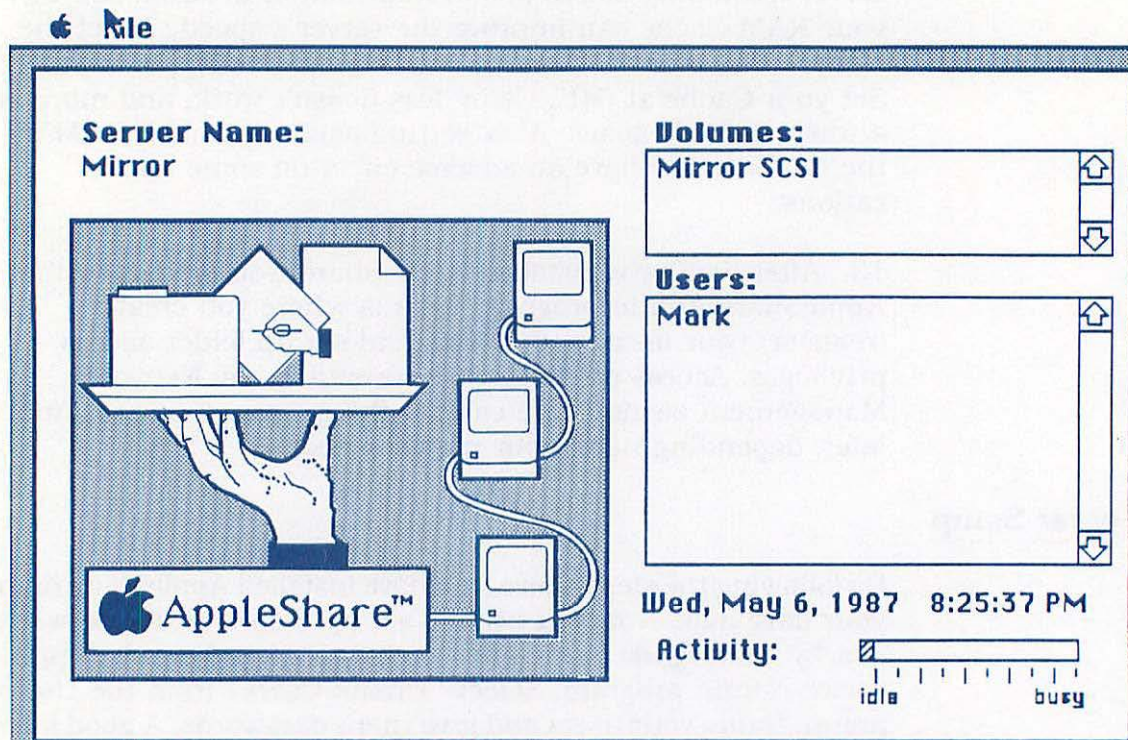 File
Server Name:
Mirror
Volumes:
Mirror SCSI
Users:
Mark
AppleShare™
Wed, May 6, 1987 8:25:37 PM
Activity:
idle
busy